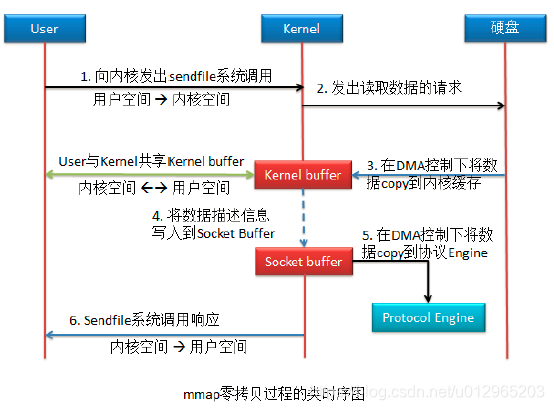 User
Kernel
硬盘
1. 向内核发出 sendfile系统调用
用户空间 → 内核空间
2. 发出读取数据的请求
User与Kernel共享Kernel buffer
内核空间 ←→ 用户空间
Kernel buffer
3. 在DMA控制下将数
据copy到内核缓存
4. 将数据描述信息
写入到Socket Buffer
5. 在DMA控制下将数
据copy到协议Engine
Socket buffer
Protocol Engine
6. Sendfile系统调用响应
内核空间 → 用户空间
mmap零拷贝过程的类时序图
blog.csdn.net/u012965203